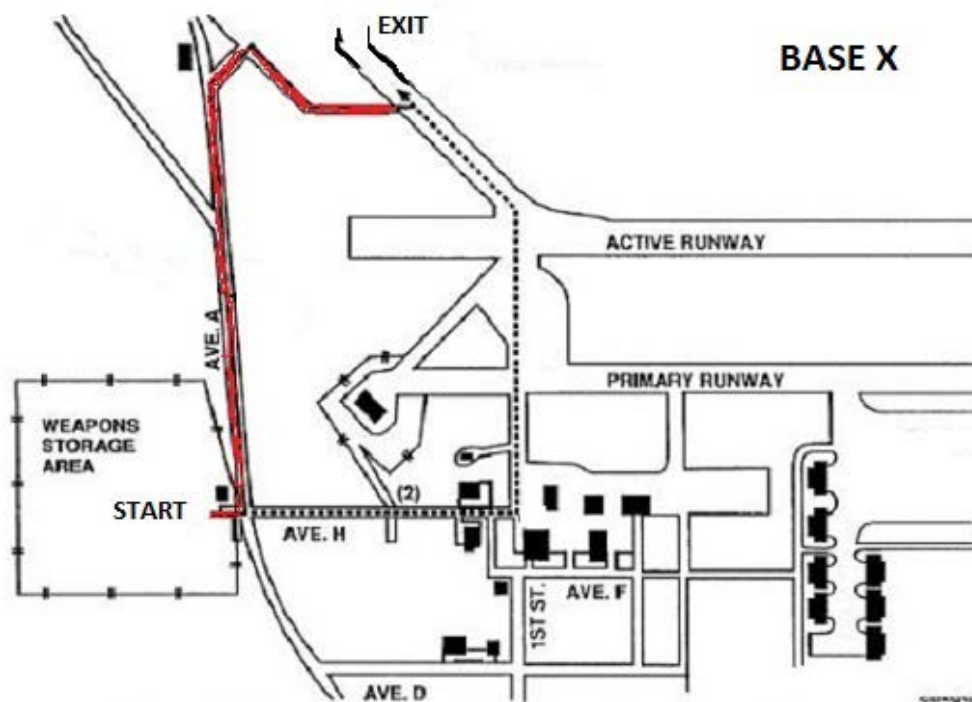 EXIT
BASE X
ACTIVE RUNWAY
AVE. A
PRIMARY RUNWAY
WEAPONS
STORAGE
AREA
(2)
START
AVE. H
AVE. F
1ST ST.
AVE. D